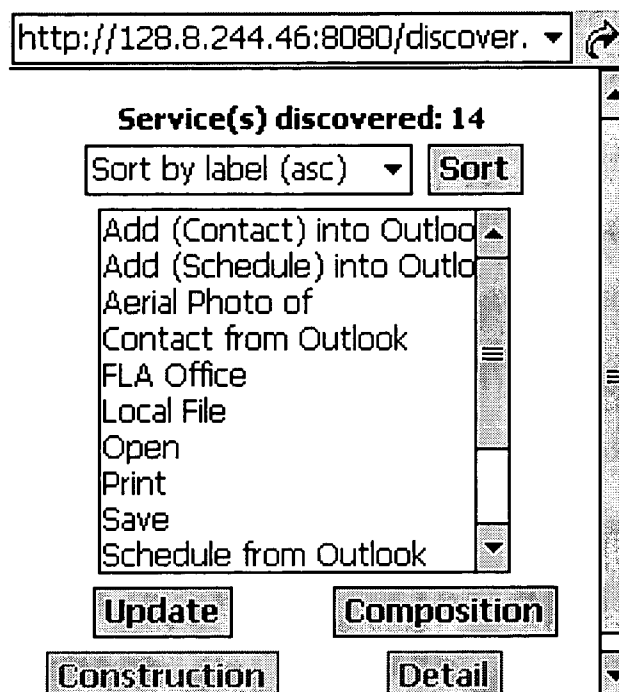 http://128.8.244.46:8080/discover.
Service(s) discovered: 14
Sort by label (asc) Sort
Add (Contact) into Outloo
Add (Schedule) into Outlo
Aerial Photo of
Contact from Outlook
FLA Office
Local File
Open
Print
Save
Schedule from Outlook
Update Composition
Construction Detail